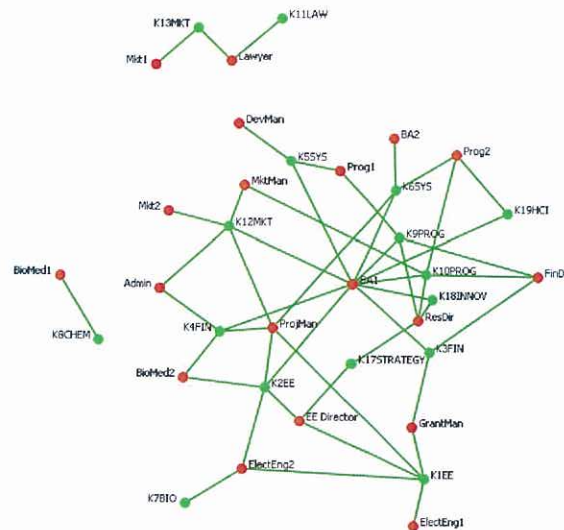 K11LAW
K13MKT
Mkt1
Lawyer
DevMan
BA2
K5SYS
Prog1
Prog2
MktMan
K6SYS
Mkt2
K19HCI
K12MKT
K9PROG
BioMed1
K10PROG
FinD
Admin
BA1
K18INNOV
ResDir
K4FIN
ProjMan
K8CHEM
K17STRATEGY
K3FIN
BioMed2
K2EE
EE Director
GrantMan
ElectEng2
K1EE
K7BIO
ElectEng1